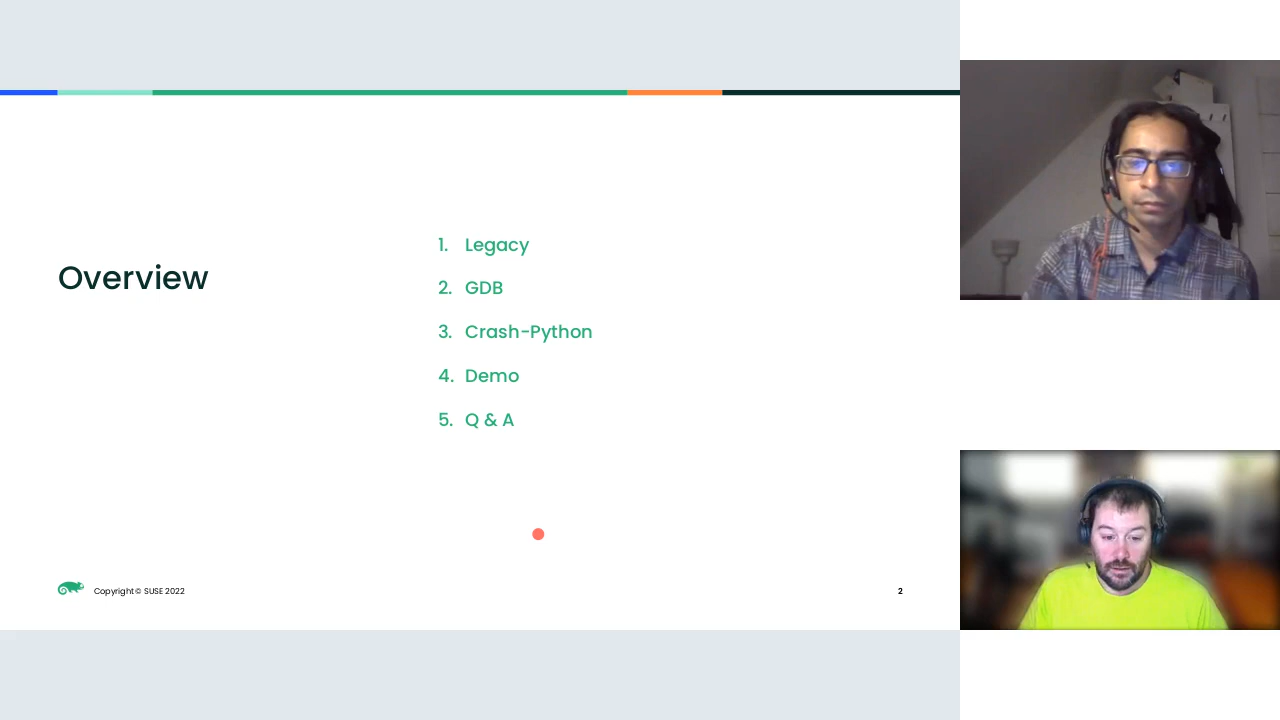 Overview
1. Legacy
2. GDB
3. Crash-Python
4. Demo
5. Q & A
Copyright © SUSE 2022
2